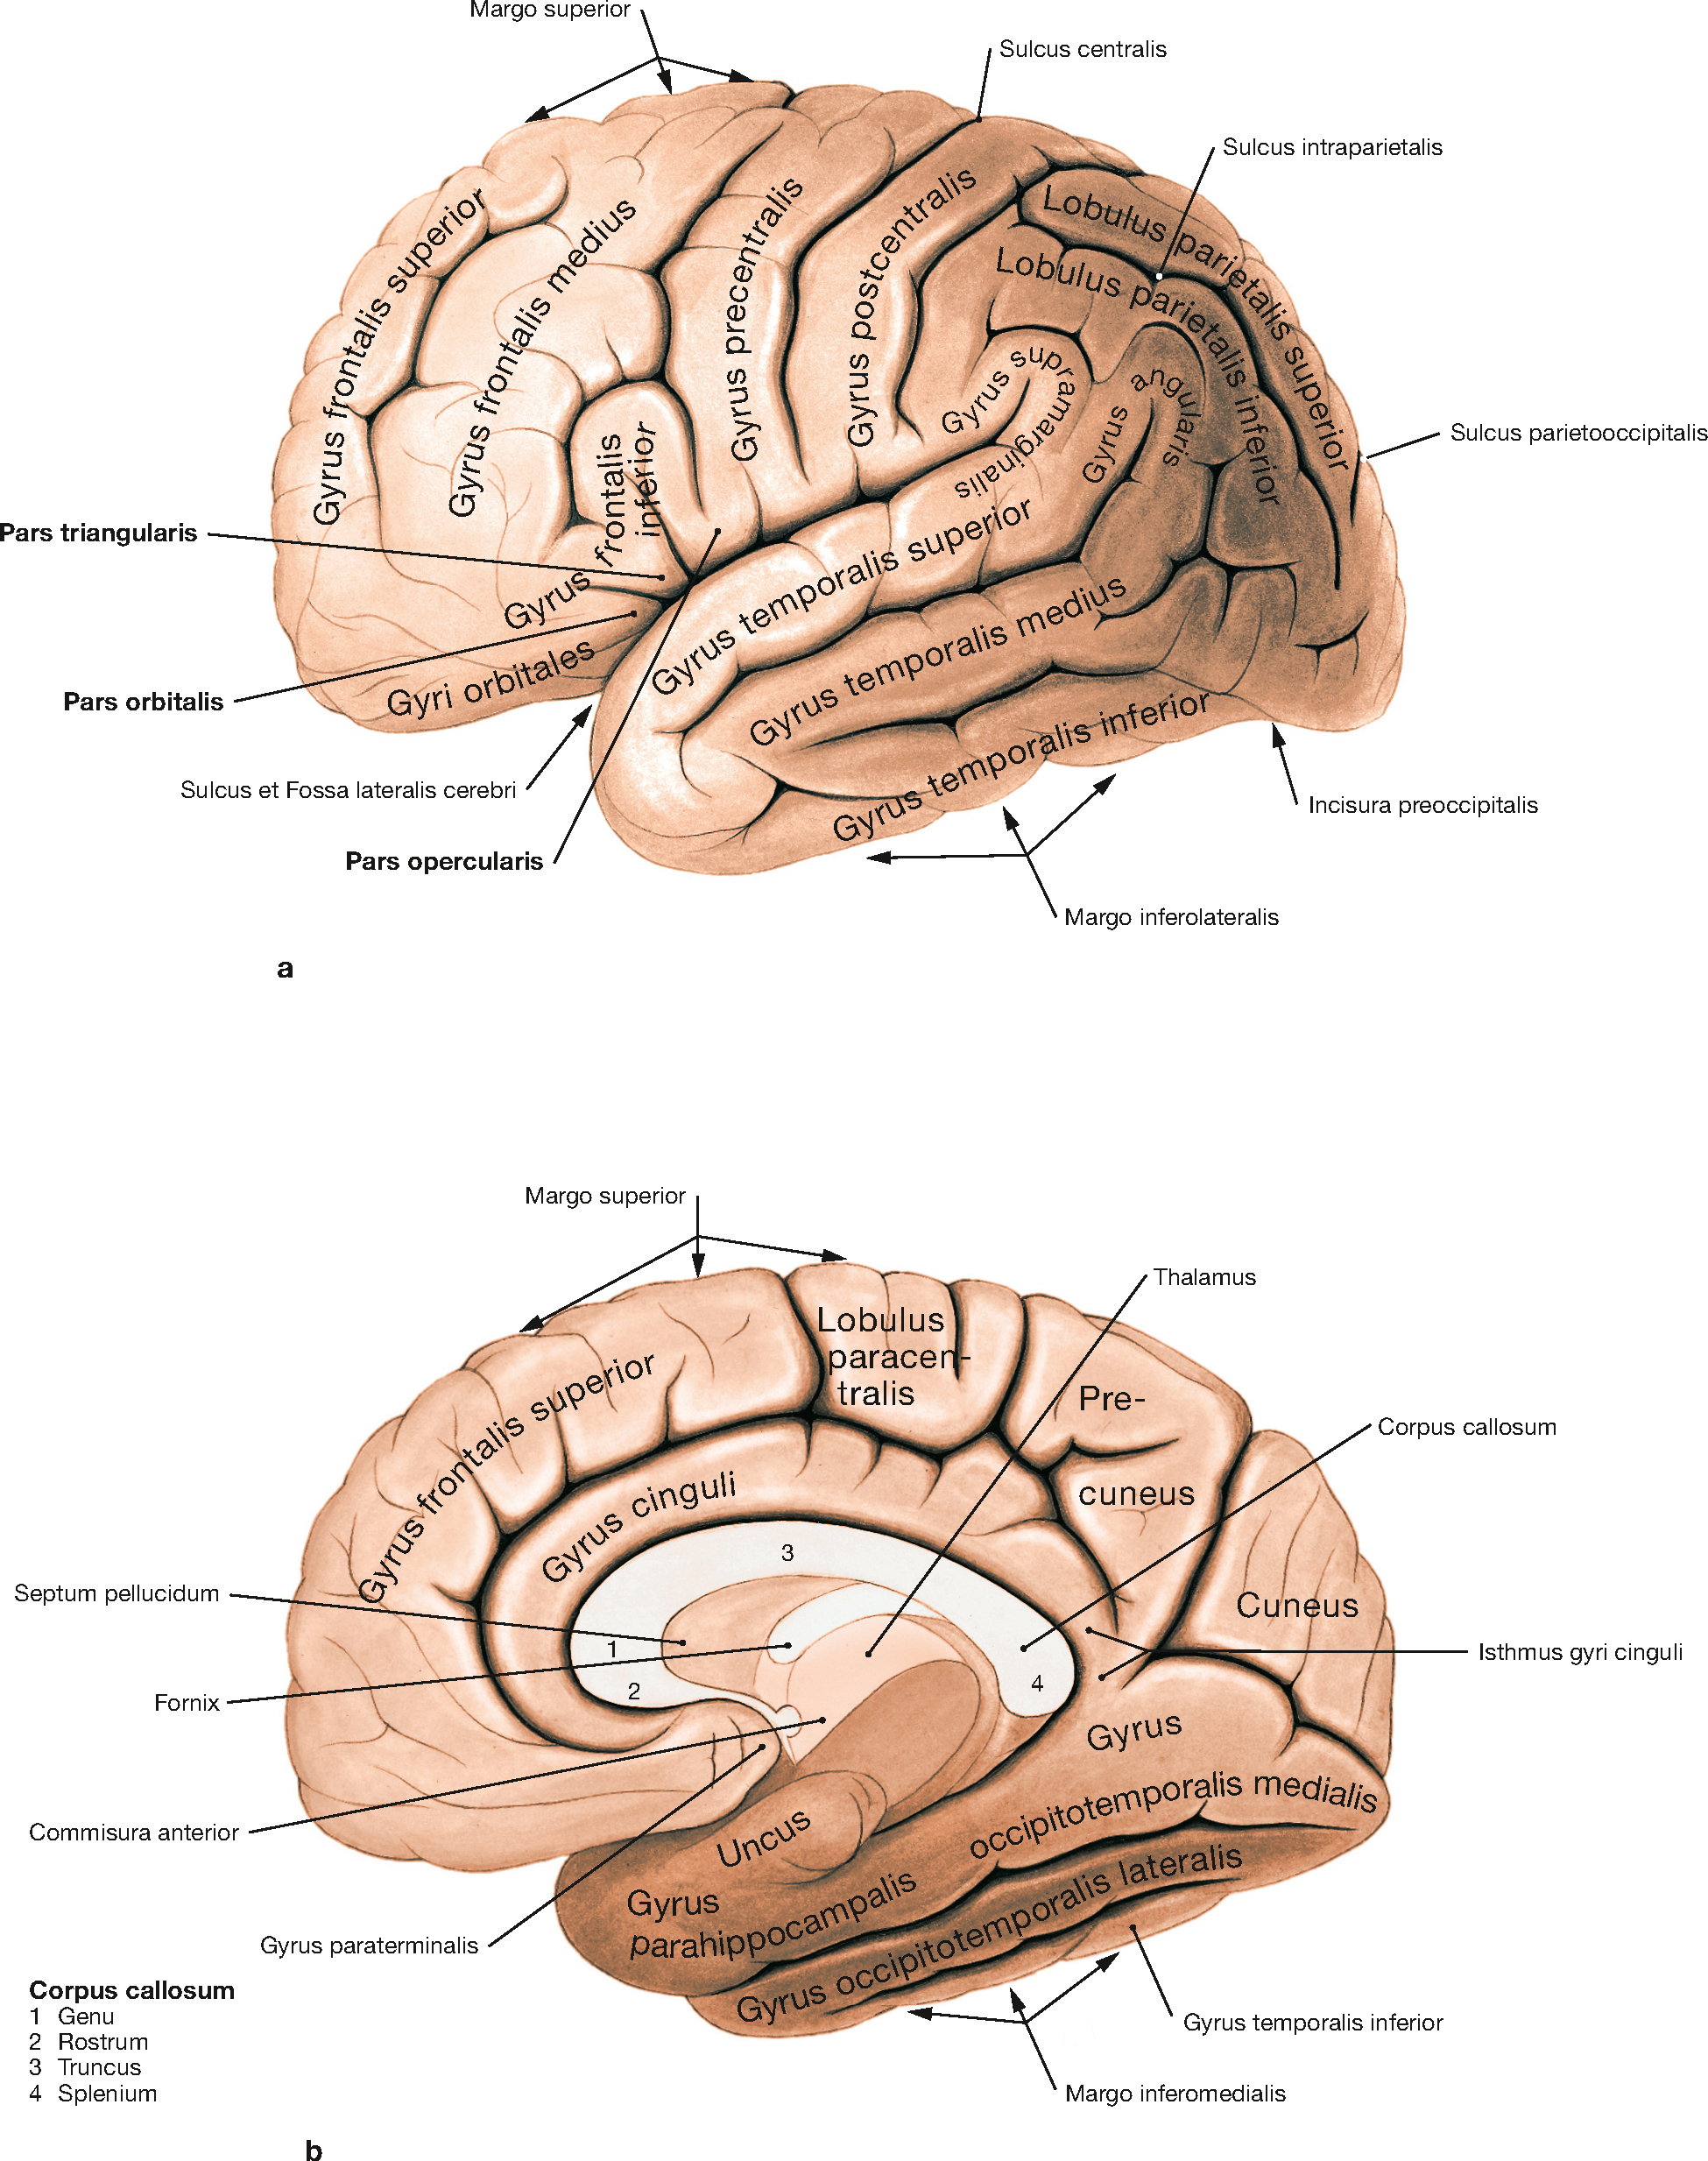 Margo superior
Sulcus centralis
Sulcus intraparietalis
Gyrus frontalis superior
Gyrus frontalis medius
Gyrus precentralis
Gyrus postcentralis
Lobulus parietalis superior
Lobulus parietalis inferior
Gyrus supramarginalis
Gyrus angularis
Sulcus parietooccipitalis
Gyrus frontalis
inferior
Pars triangularis
Gyrus temporalis superior
Gyrus temporalis medius
Gyri orbitales
Pars orbitalis
Gyrus temporalis inferior
Sulcus et Fossa lateralis cerebri
Incisura preoccipitalis
Pars opercularis
Margo inferolateralis
a
Margo superior
Thalamus
Lobulus
paracen-
tralis
Gyrus frontalis superior
Pre-
cuneus
Corpus callosum
Gyrus cinguli
3
Septum pellucidum
Cuneus
1
2
4
Isthmus gyri cinguli
Fornix
Gyrus
occipitotemporalis medialis
Commisura anterior
Uncus
Gyrus
parahippocampalis
Gyrus occipitotemporalis lateralis
Gyrus paraterminalis
Gyrus temporalis inferior
Margo inferomedialis
Corpus callosum
1 Genu
2 Rostrum
3 Truncus
4 Splenium
b